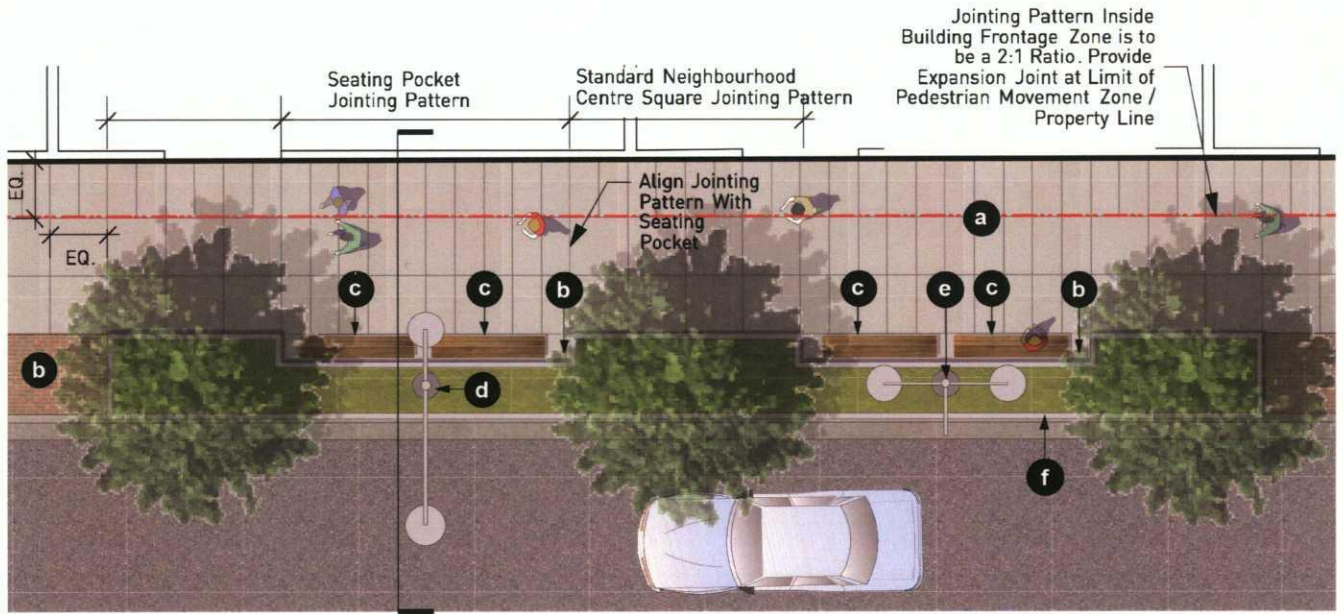 Jointing Pattern Inside
Building Frontage Zone is to
be a 2:1 Ratio. Provide
Expansion Joint at Limit of
Pedestrian Movement Zone /
Property Line
Seating Pocket
Jointing Pattern
Standard Neighbourhood
Centre Square Jointing Pattern
EQ.
Align Jointing
Pattern With
Seating
Pocket
a
EQ.
c
c
b
c
e
c
b
b
d
f